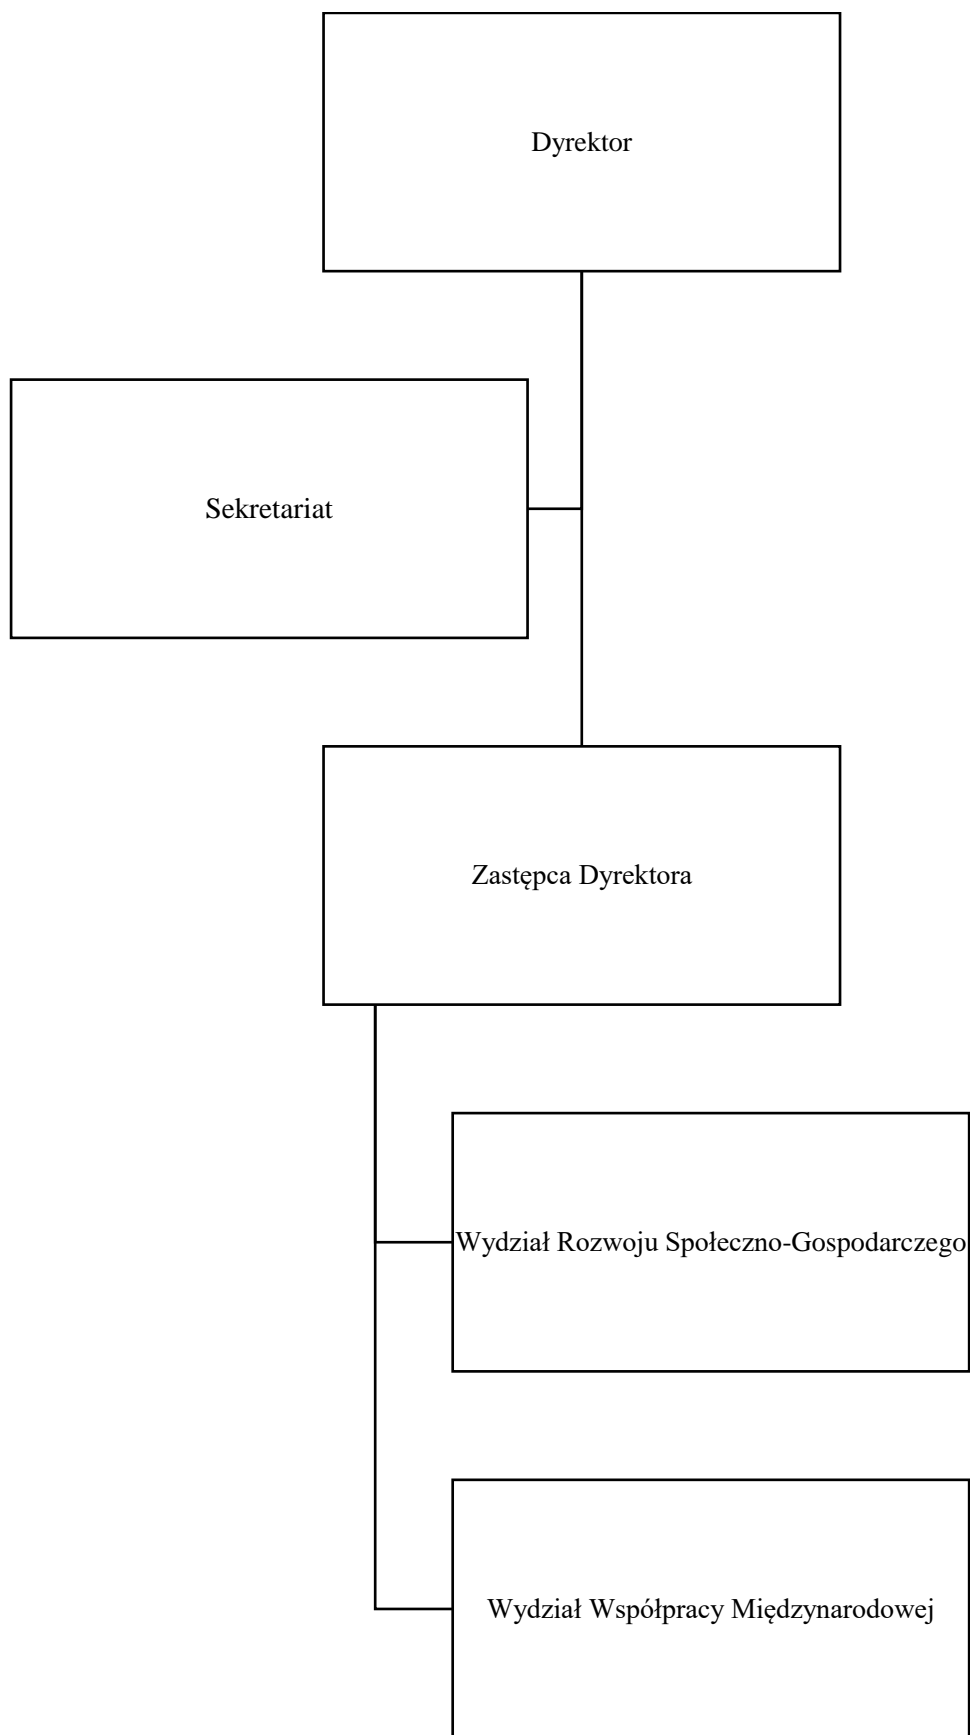 Dyrektor
Sekretariat
Zastępca Dyrektora
Wydział Rozwoju Społeczno-Gospodarczego
Wydział Współpracy Międzynarodowej